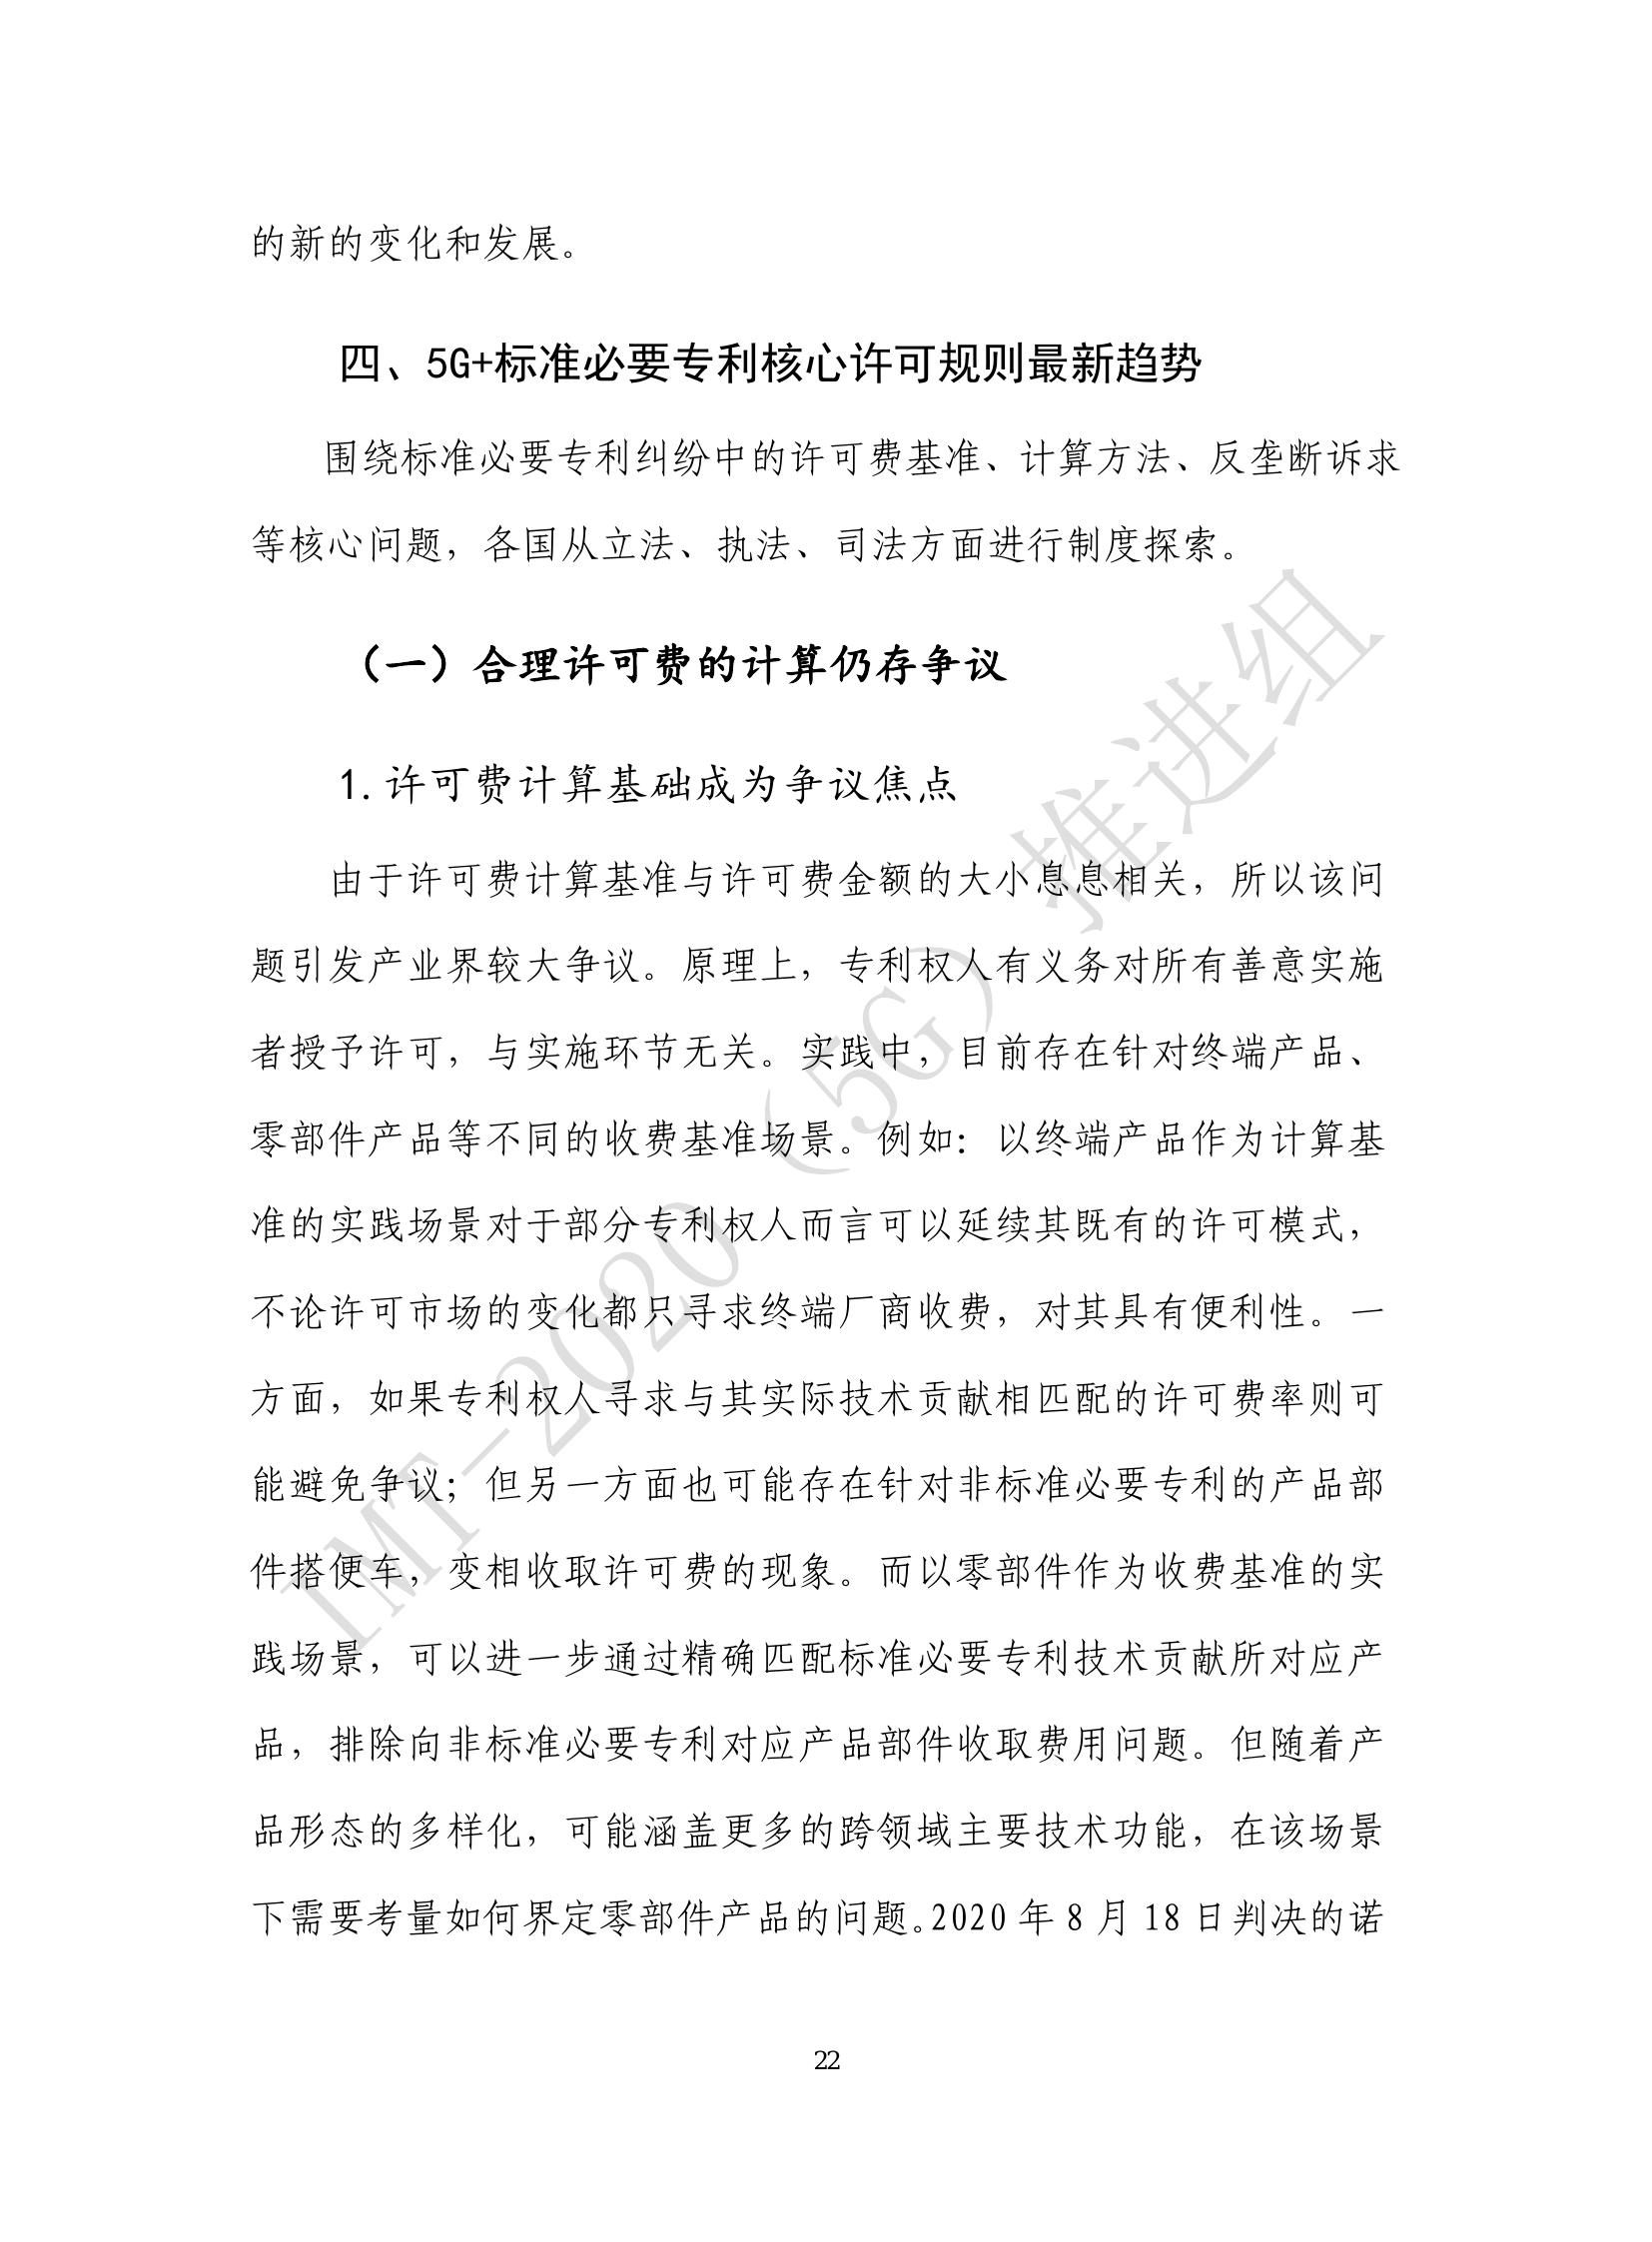 的新的变化和发展。
四、5G+标准必要专利核心许可规则最新趋势
围绕标准必要专利纠纷中的许可费基准、计算方法、反垄断诉求
等核心问题，各国从立法、执法、司法方面进行制度探索。
（一）合理许可费的计算仍存争议
1.许可费计算基础成为争议焦点
由于许可费计算基准与许可费金额的大小息息相关，所以该问
题引发产业界较大争议。原理上，专利权人有义务对所有善意实施
者授予许可，与实施环节无关。实践中，目前存在针对终端产品、
零部件产品等不同的收费基准场景。例如：以终端产品作为计算基
准的实践场景对于部分专利权人而言可以延续其既有的许可模式，
不论许可市场的变化都只寻求终端厂商收费，对其具有便利性。一
方面，如果专利权人寻求与其实际技术贡献相匹配的许可费率则可
能避免争议；但另一方面也可能存在针对非标准必要专利的产品部
件搭便车，变相收取许可费的现象。而以零部件作为收费基准的实
践场景，可以进一步通过精确匹配标准必要专利技术贡献所对应产
品，排除向非标准必要专利对应产品部件收取费用问题。但随着产
品形态的多样化，可能涵盖更多的跨领域主要技术功能，在该场景
下需要考量如何界定零部件产品的问题。2020 年 8 月 18 日判决的诺
IMT-2020（5G）推进组
22